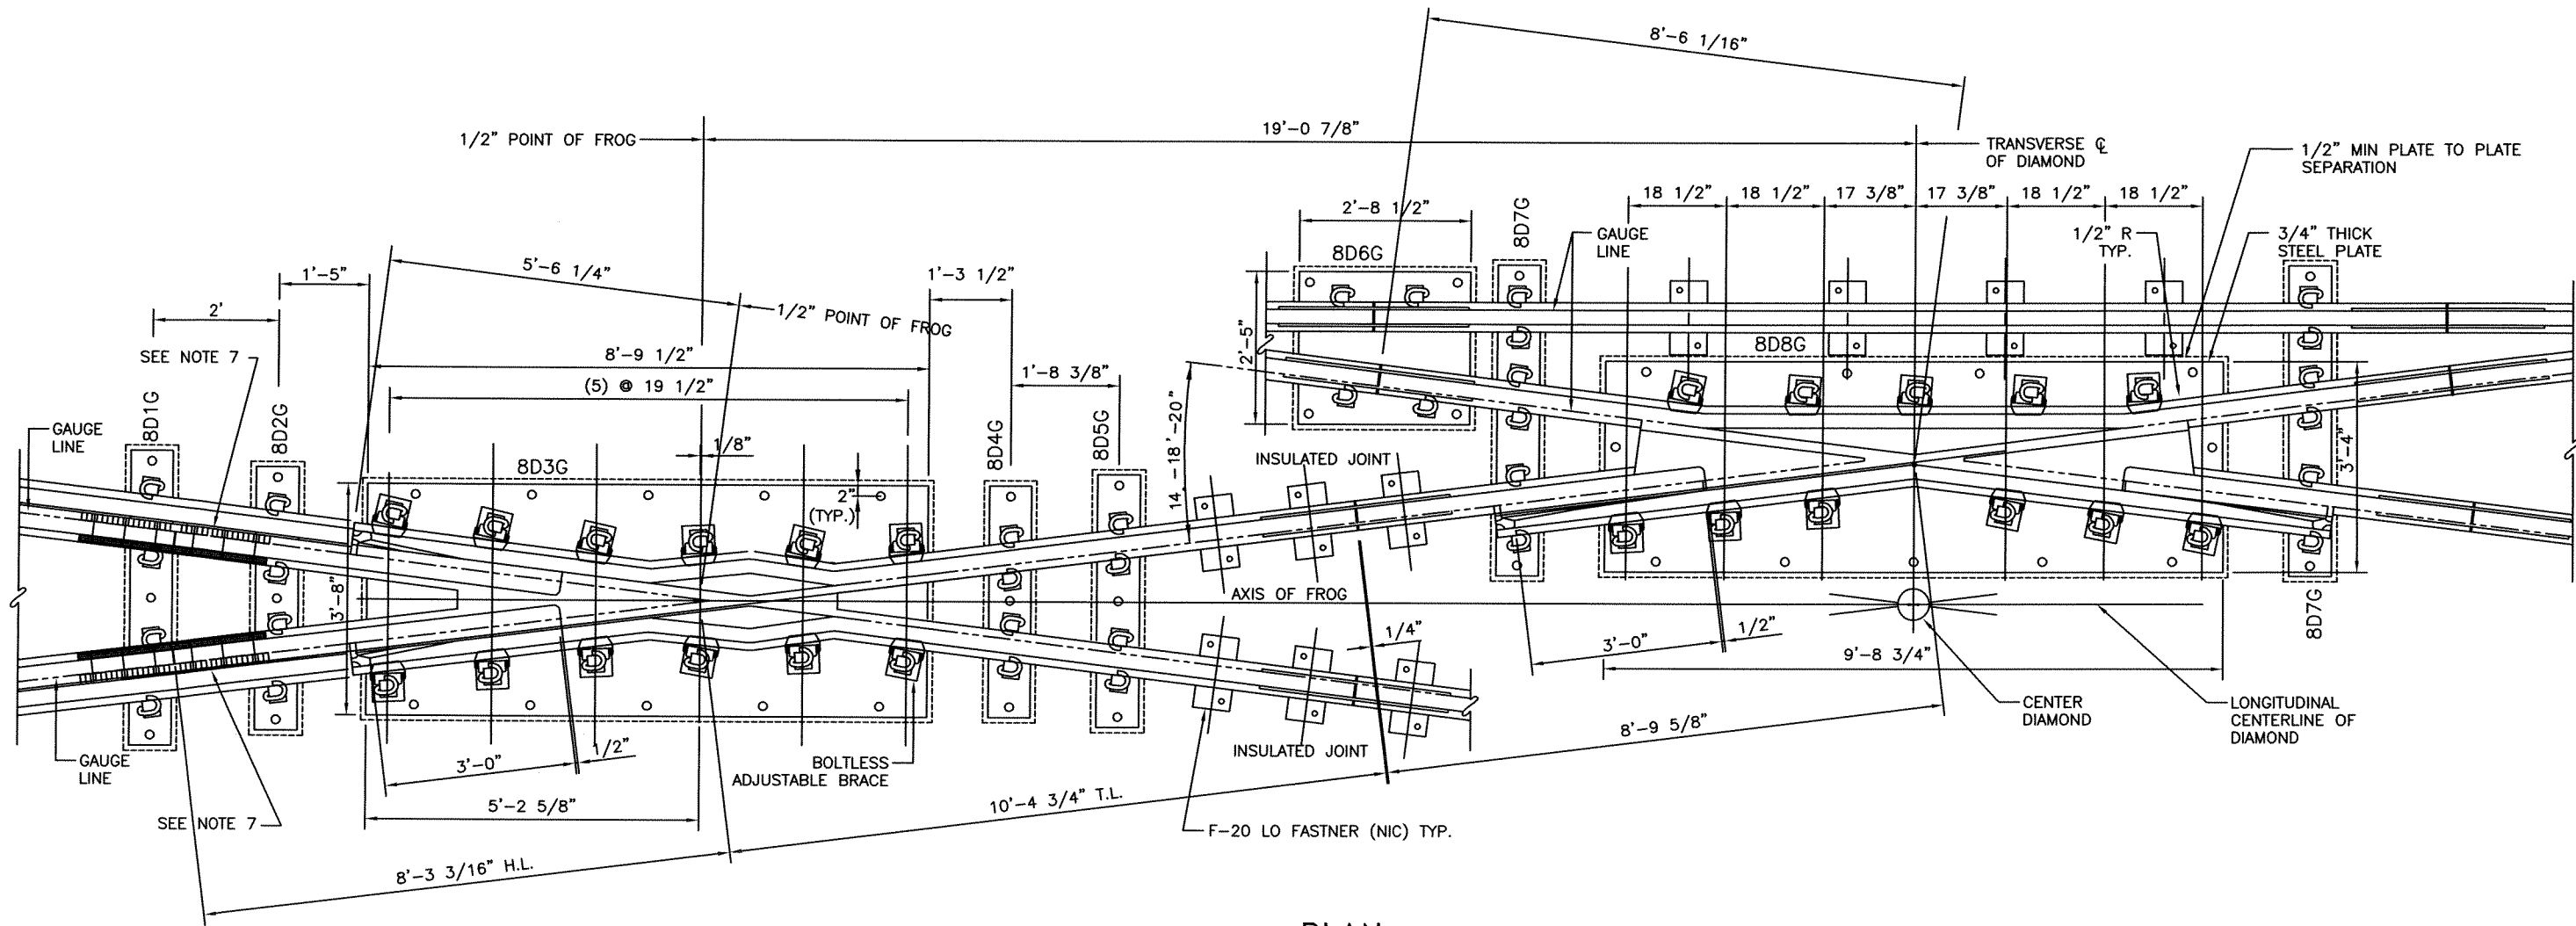 8'-6 1/16"
1/2" POINT OF FROG
19'-0 7/8"
TRANSVERSE ℄
OF DIAMOND
1/2" MIN PLATE TO PLATE
SEPARATION
18 1/2"
18 1/2"
17 3/8"
17 3/8"
18 1/2"
18 1/2"
2'-8 1/2"
8D7G
GAUGE
LINE
1/2" R
TYP.
3/4" THICK
STEEL PLATE
8D6G
5'-6 1/4"
1'-5"
1'-3 1/2"
2'
1/2" POINT OF FROG
2'-5"
8D8G
SEE NOTE 7
8'-9 1/2"
1'-8 3/8"
(5) @ 19 1/2"
8D1G
8D2G
GAUGE
LINE
1/8"
8D4G
8D5G
14°-18'-20"
3'-4"
8D3G
INSULATED JOINT
2"
(TYP.)
3'-8"
AXIS OF FROG
8D7G
1/4"
3'-0"
1/2"
9'-8 3/4"
CENTER
DIAMOND
LONGITUDINAL
CENTERLINE OF
DIAMOND
8'-9 5/8"
INSULATED JOINT
GAUGE
LINE
3'-0"
1/2"
BOLTLESS
ADJUSTABLE BRACE
5'-2 5/8"
10'-4 3/4" T.L.
SEE NOTE 7
F-20 LO FASTNER (NIC) TYP.
8'-3 3/16" H.L.